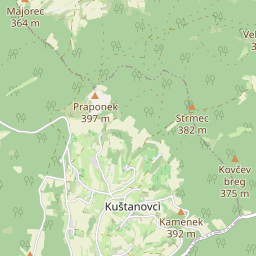 Majorec
364 m
Praponek
397 m
Strmec
382 m
Kovčev
breg
375 m
Kuštanovci
Kamenek
392 m